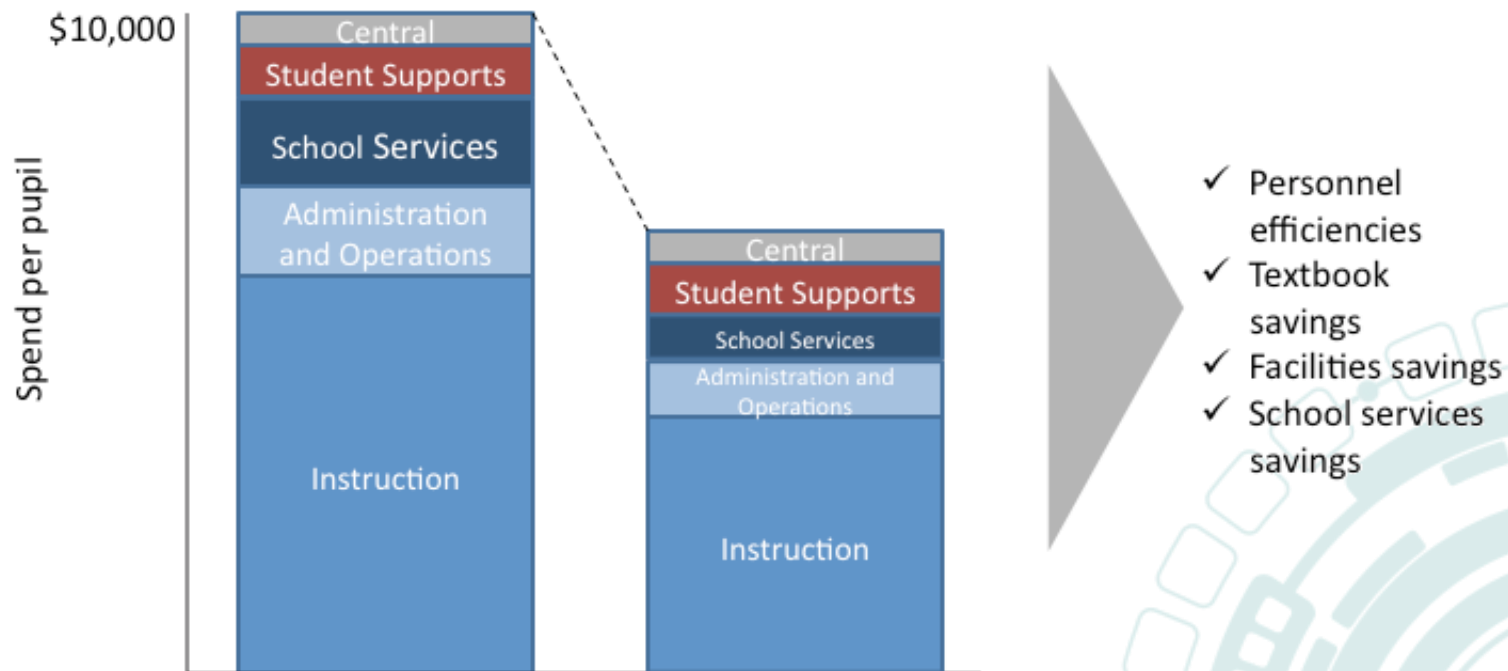 $10,000
Spend per pupil
Central
Student Supports
School Services
Administration
and Operations
Instruction
Central
Student Supports
School Services
Administration and
Operations
Instruction
✓ Personnel
efficiencies
✓ Textbook
savings
✓ Facilities savings
✓ School services
savings